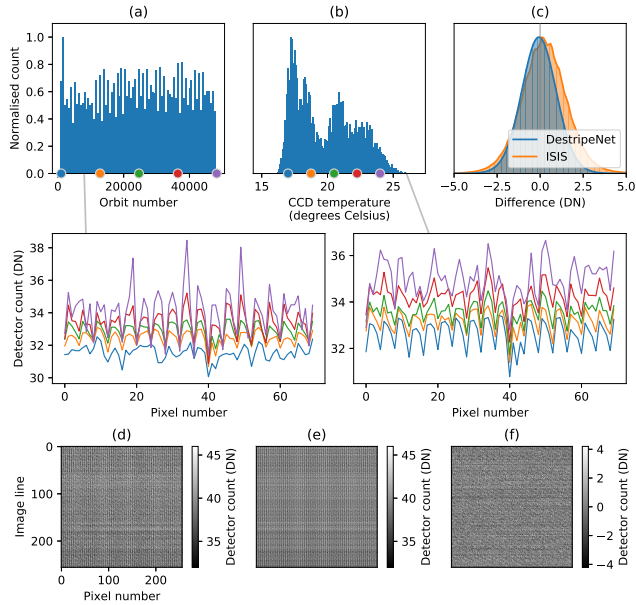 (a)
(b)
(c)
1.0
0.8
0.6
0.4
0.2
0.0
Normalised count
0
20000
40000
Orbit number
15
20
25
CCD temperature
(degrees Celsius)
DestripeNet
ISIS
−5.0
−2.5
0.0
2.5
5.0
Difference (DN)
38
36
34
32
30
Detector count (DN)
0
20
40
60
Pixel number
36
34
32
0
20
40
60
Pixel number
(d)
(e)
(f)
0
100
200
Image line
0
100
200
Pixel number
45
40
35
Detector count (DN)
45
40
35
Detector count (DN)
4
2
0
−2
−4
Detector count (DN)